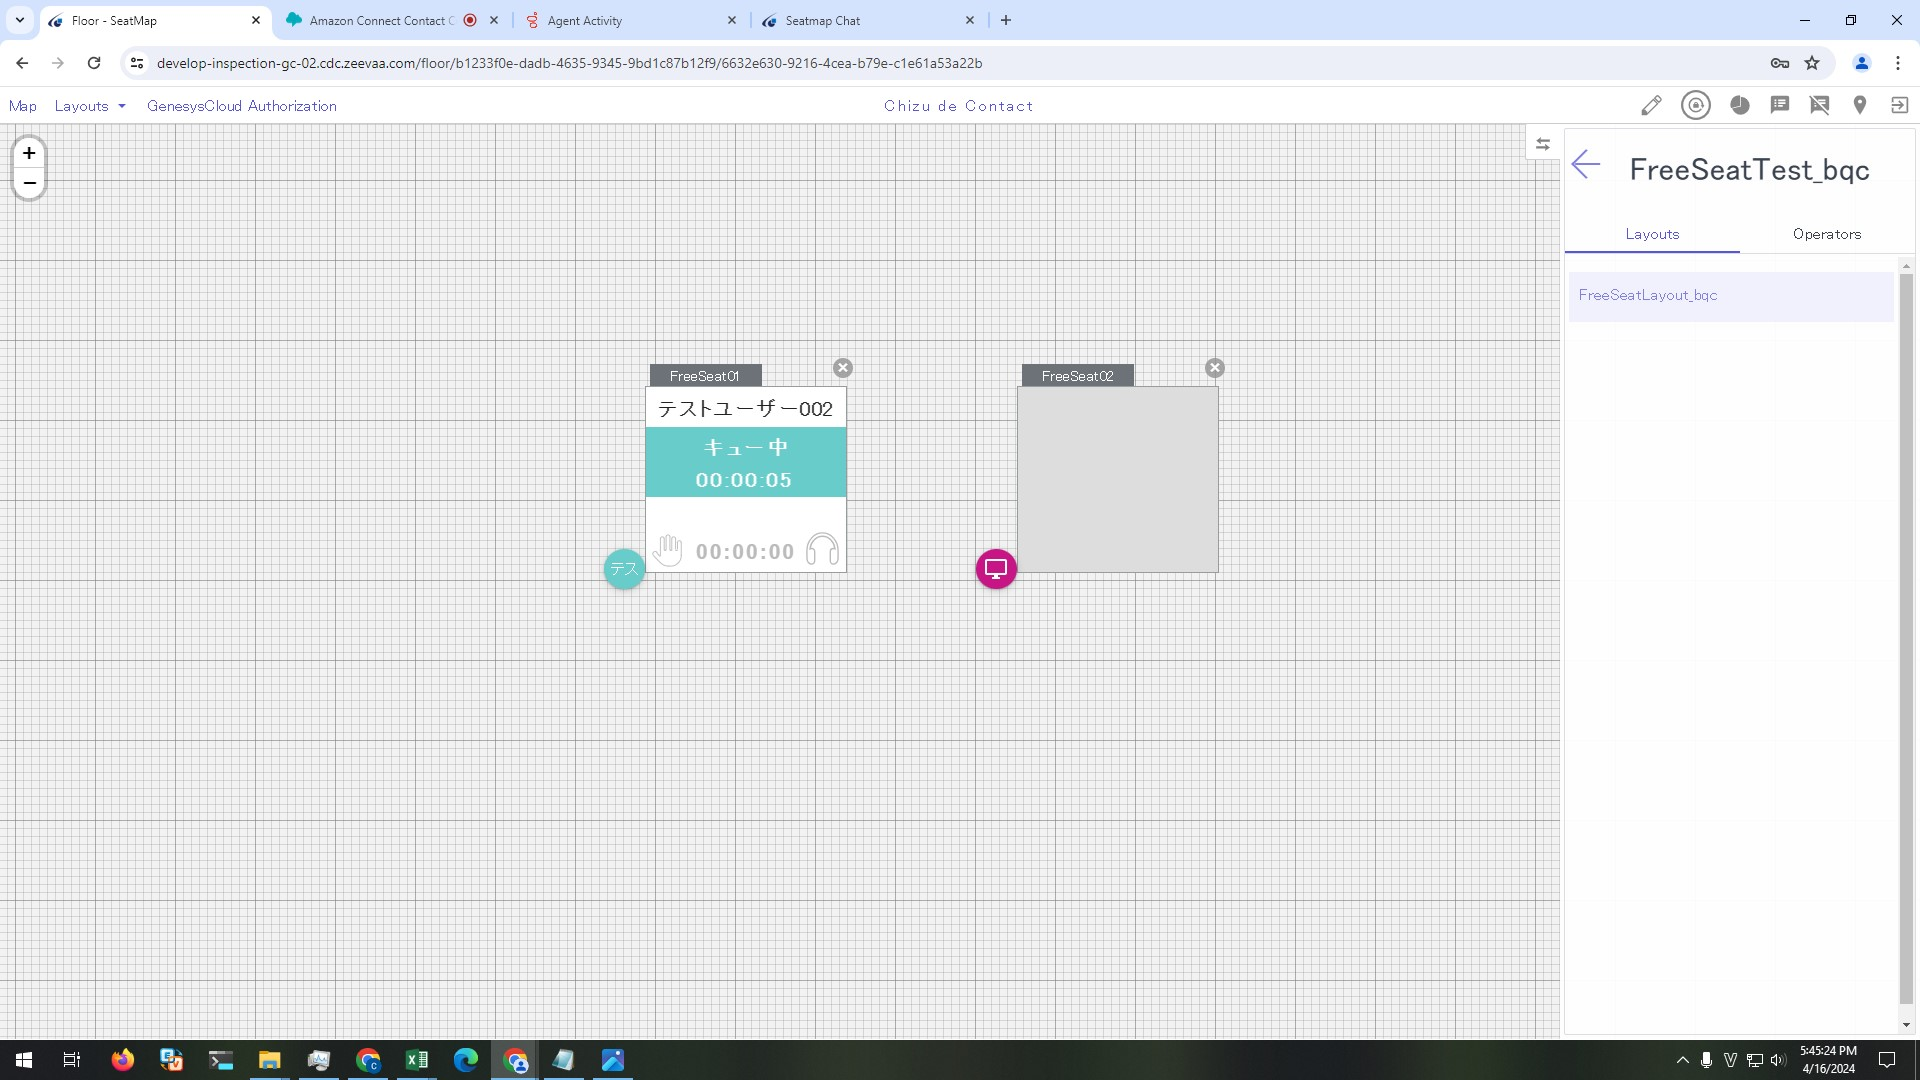 Floor - SeatMap
Amazon Connect Contact C
Agent Activity
Seatmap Chat
develop-inspection-gc-02.cdc.zeevaa.com/floor/b1233f0e-dadb-4635-9345-9bd1c87b12f9/6632e630-9216-4cea-b79e-c1e61a53a22b
Map Layouts GenesysCloud Authorization Chizu de Contact
+
−
FreeSeatTest_bqc
Layouts Operators
FreeSeatLayout_bqc
FreeSeat01
テストユーザー002
キュー中
00:00:05
00:00:00
テス
FreeSeat02
5:45:24 PM
4/16/2024